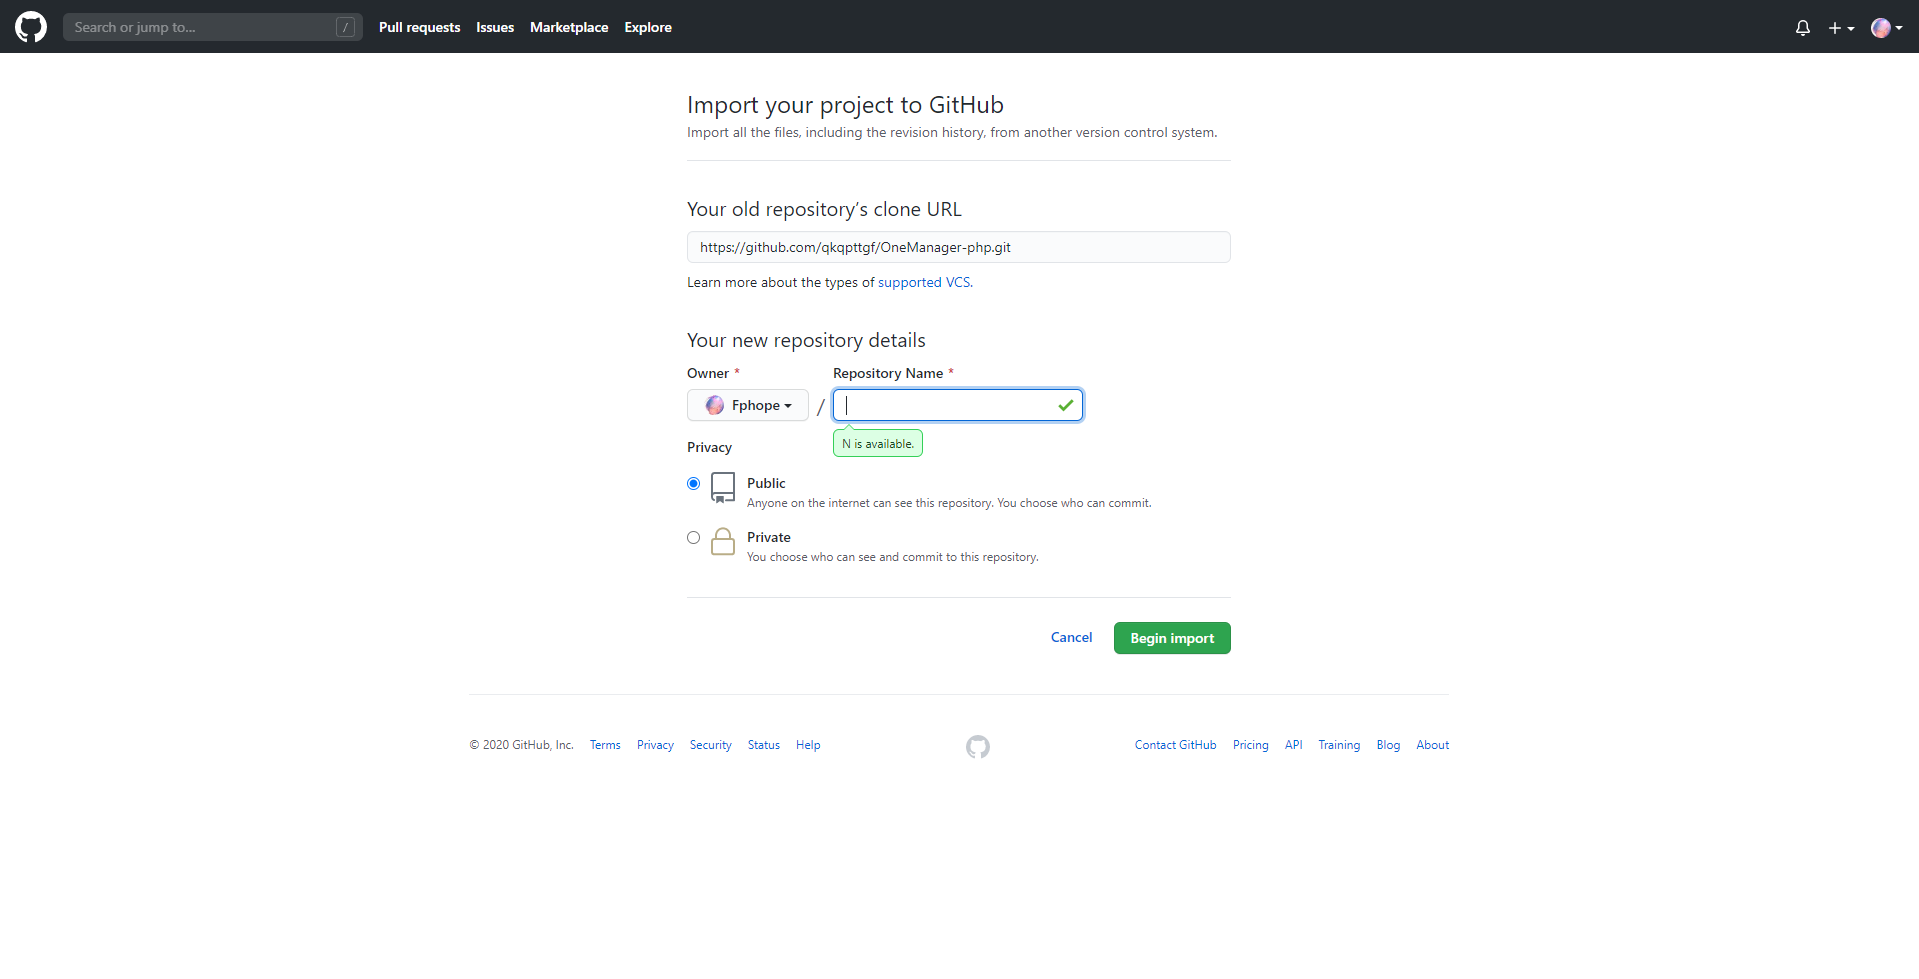 Search or jump to... / Pull requests Issues Marketplace Explore
Import your project to GitHub
Import all the files, including the revision history, from another version control system.
Your old repository’s clone URL
https://github.com/qkqpttgf/OneManager-php.git
Learn more about the types of supported VCS.
Your new repository details
Owner * Repository Name *
Fphope /
N is available.
Privacy
Public
Anyone on the internet can see this repository. You choose who can commit.
Private
You choose who can see and commit to this repository.
Cancel Begin import
© 2020 GitHub, Inc. Terms Privacy Security Status Help Contact GitHub Pricing API Training Blog About